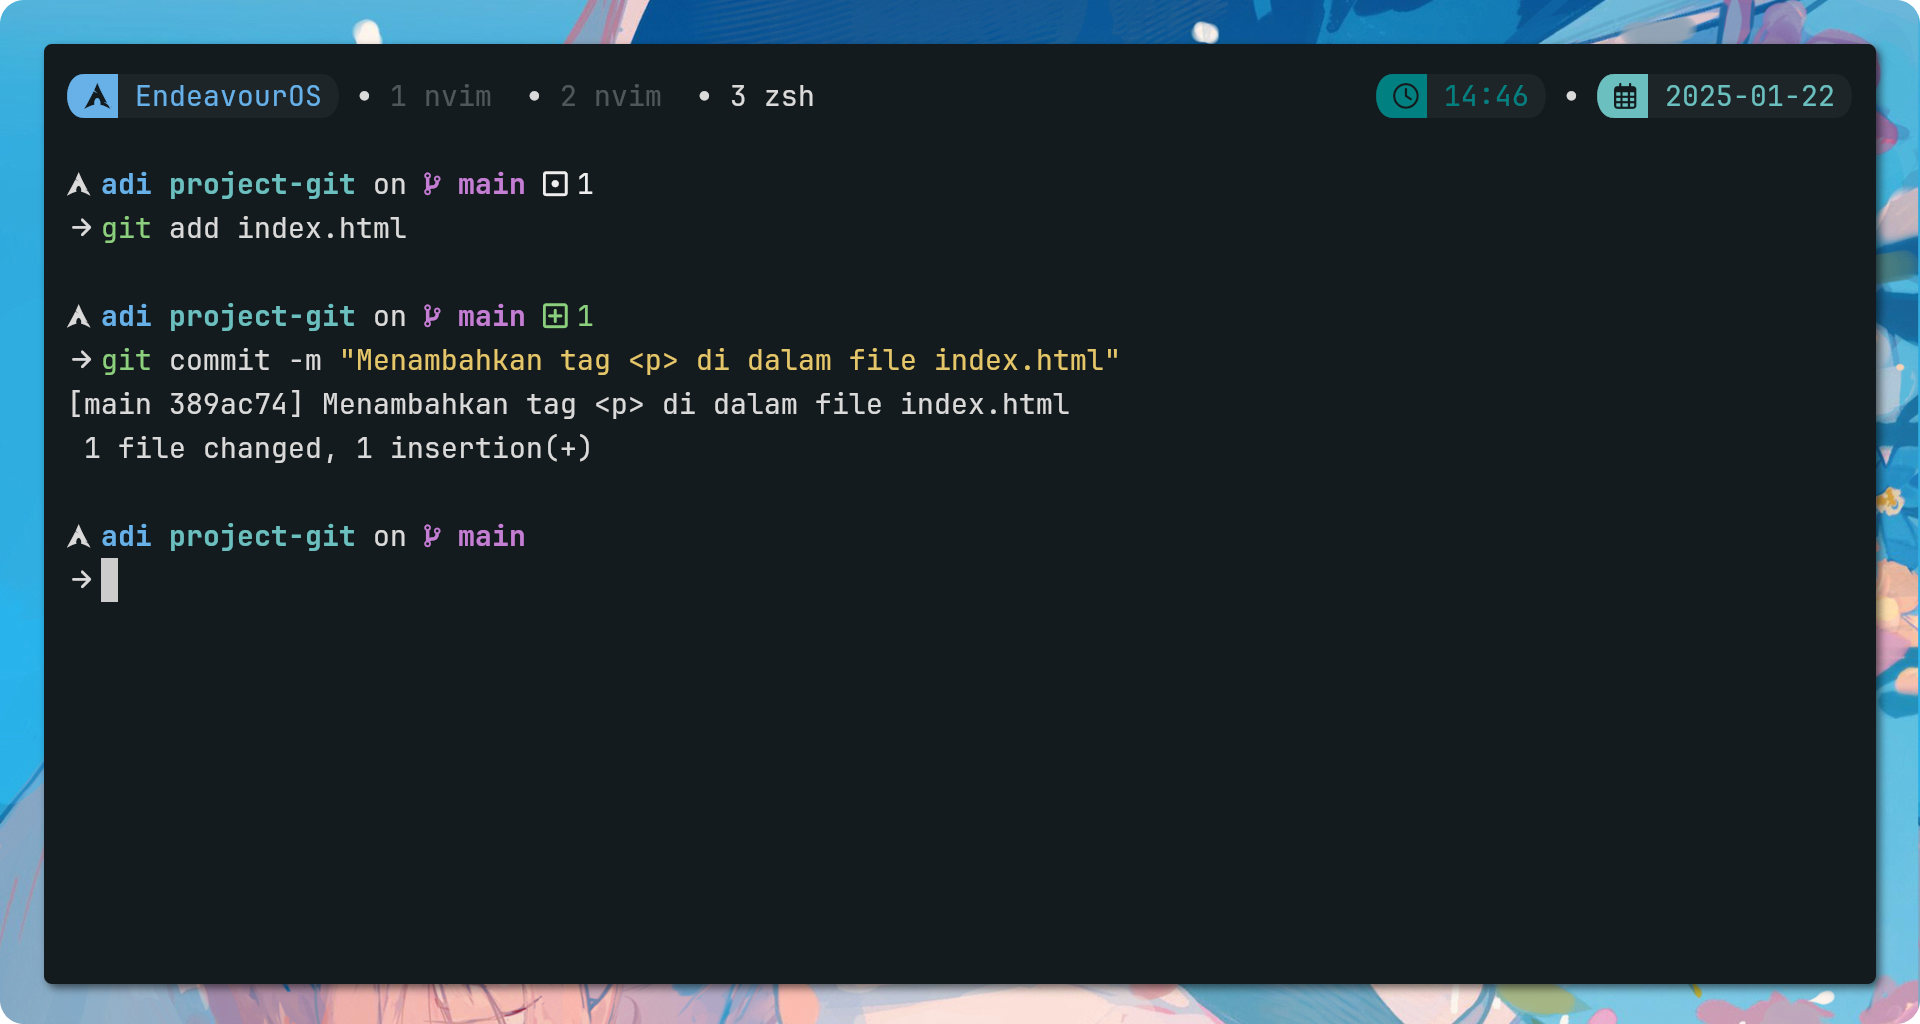 EndeavourOS • 1 nvim • 2 nvim • 3 zsh 14:46 • 2025-01-22
adi project-git on main 1
→ git add index.html
adi project-git on main 1
→ git commit -m "Menambahkan tag <p> di dalam file index.html"
[main 389ac74] Menambahkan tag <p> di dalam file index.html
1 file changed, 1 insertion(+)
adi project-git on main
→